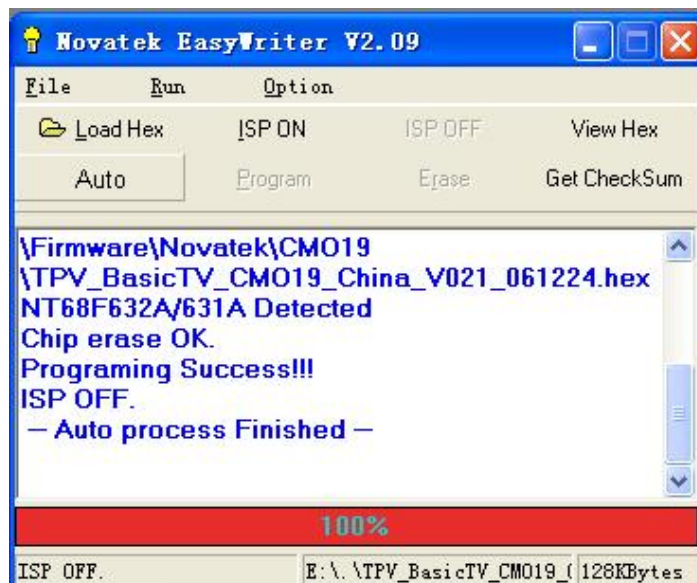 Novatek EasyWriter V2.09
File Run Option
Load Hex ISP ON ISP OFF View Hex
Auto Program Erase Get CheckSum
\Firmware\Novatek\CMO19
\TPV_BasicTV_CMO19_China_V021_061224.hex
NT68F632A/631A Detected
Chip erase OK.
Programing Success!!!
ISP OFF.
-- Auto process Finished --
100%
ISP OFF. E:\.\TPV_BasicTV_CMO19_( 128KBytes